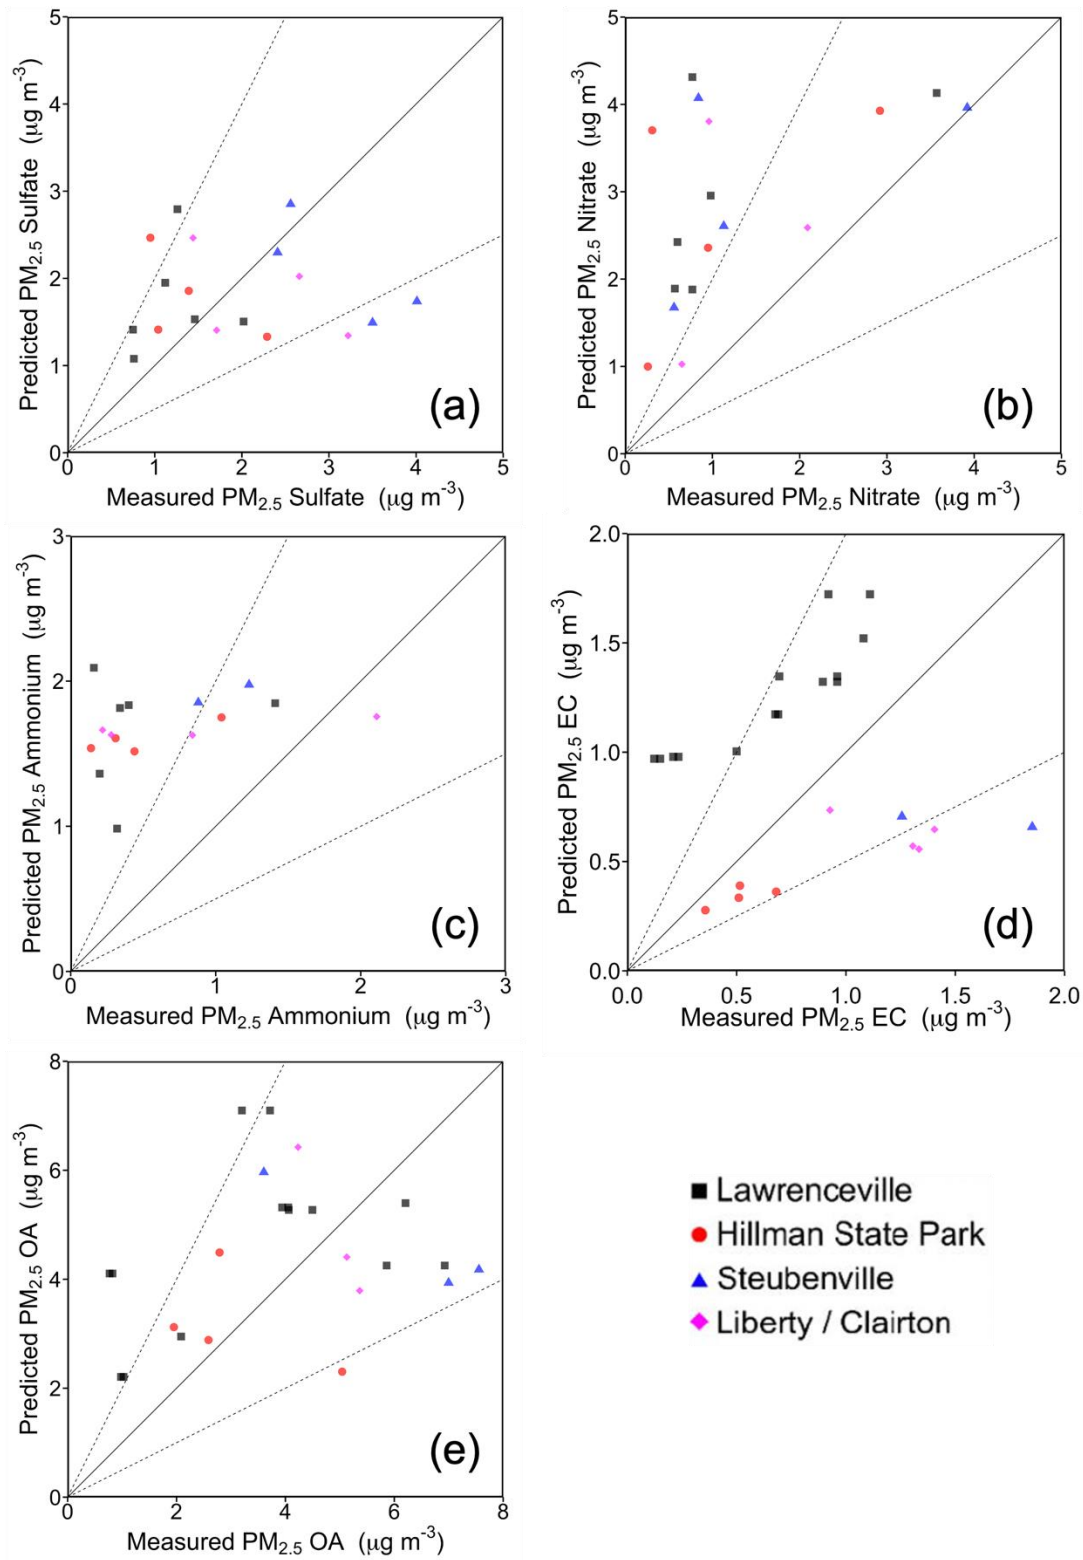 5
4
3
2
1
0
0
1
2
3
4
5
Predicted PM2.5 Sulfate (μg m-3)
Measured PM2.5 Sulfate (μg m-3)
(a)
5
4
3
2
1
0
0
1
2
3
4
5
Predicted PM2.5 Nitrate (μg m-3)
Measured PM2.5 Nitrate (μg m-3)
(b)
3
2
1
0
0
1
2
3
Predicted PM2.5 Ammonium (μg m-3)
Measured PM2.5 Ammonium (μg m-3)
(c)
2.0
1.5
1.0
0.5
0.0
0.0
0.5
1.0
1.5
2.0
Predicted PM2.5 EC (μg m-3)
Measured PM2.5 EC (μg m-3)
(d)
8
6
4
2
0
0
2
4
6
8
Predicted PM2.5 OA (μg m-3)
Measured PM2.5 OA (μg m-3)
(e)
Lawrenceville
Hillman State Park
Steubenville
Liberty / Clairton